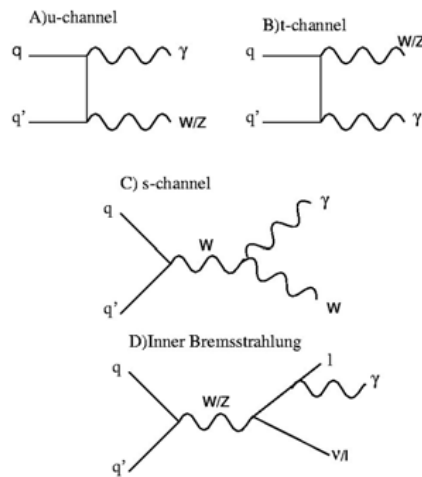 A)u-channel
q
γ
q'
W/Z
B)t-channel
q
W/Z
q'
γ
C) s-channel
q
γ
W
q'
W
D)Inner Bremsstrahlung
q
l
γ
W/Z
q'
ν/l